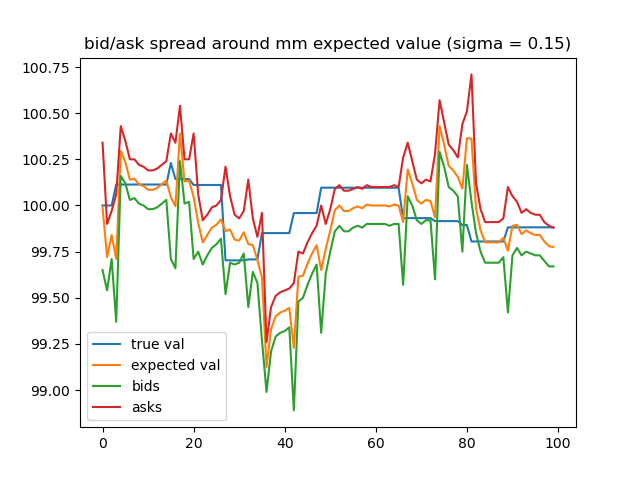 bid/ask spread around mm expected value (sigma = 0.15)
100.75
100.50
100.25
100.00
99.75
99.50
99.25
99.00
true val
expected val
bids
asks
0 20 40 60 80 100